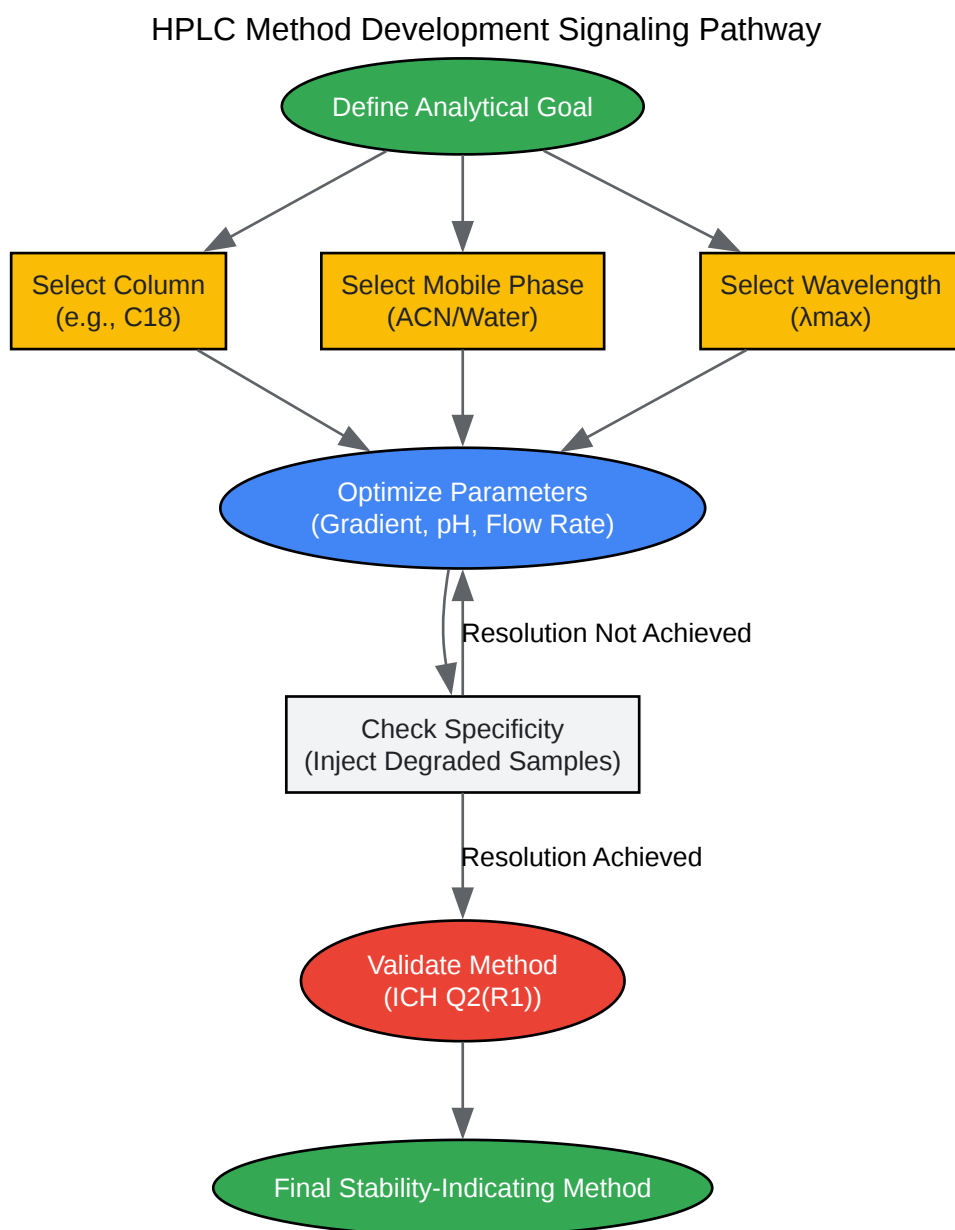 HPLC Method Development Signaling Pathway
Define Analytical Goal
Select Column
(e.g., C18)
Select Mobile Phase
(ACN/Water)
Select Wavelength
(λmax)
Optimize Parameters
(Gradient, pH, Flow Rate)
Resolution Not Achieved
Check Specificity
(Inject Degraded Samples)
Resolution Achieved
Validate Method
(ICH Q2(R1))
Final Stability-Indicating Method